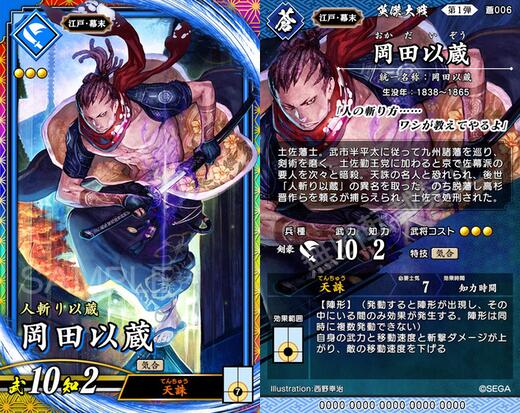 江戸・幕末
SAMPLE
人斬り以蔵
岡田以蔵
気合
武10知2
てんちゅう
天誅
7
蒼
江戸・幕末
英傑大戦
第1弾
蒼006
おかだ いぞう
岡田以蔵
統一名称:岡田以蔵
生没年:1838~1865
「人の斬り方……
ワシが教えてやるよ」
土佐藩士。武市半平太に従って九州諸藩を巡り、
剣術を磨く。土佐勤王党に加わると京で佐幕派の
要人を次々と暗殺。天誅の名人と恐れられ、後世
「人斬り以蔵」の異名を取った。のち脱藩し高杉
晋作らを頼るが捕らえられ、土佐で処刑された。
兵種 武力 知力 武将コスト
剣豪 10 2 特技 気合
てんちゅう 必要士気 効果時間
天誅 7 知力時間
効果範囲
【陣形】(発動すると陣形が出現し、その
中にいる間のみ効果が発生する。陣形は同
時に複数発動できない)
自身の武力と移動速度と斬撃ダメージが上
がり、敵の移動速度を下げる
Illustration:西野幸治
©SEGA
0000 0000 0000 0000 0000